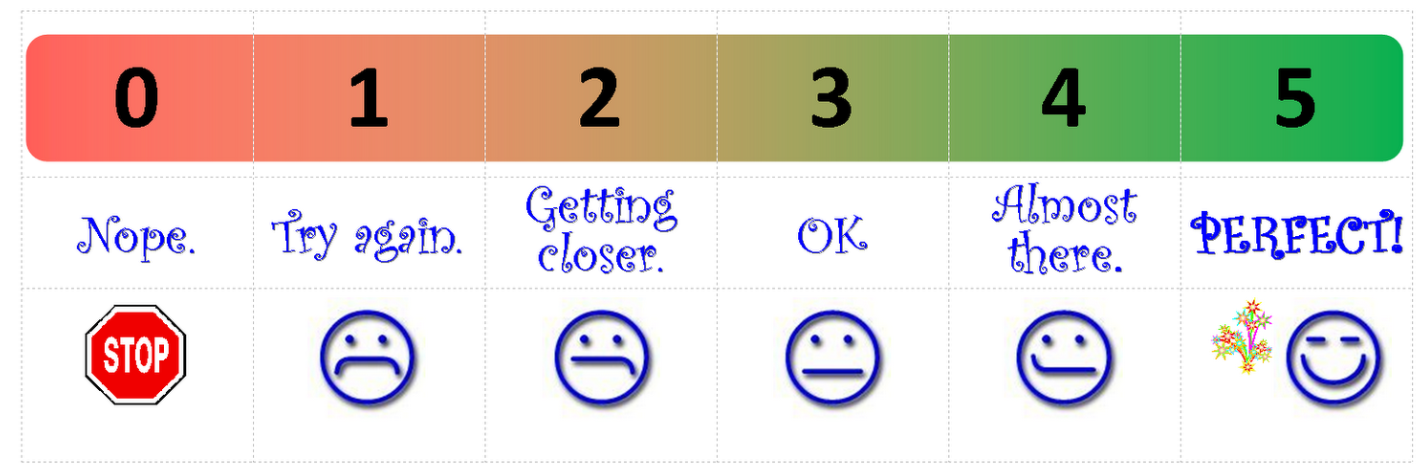 0 1 2 3 4 5
Nope. Try again. Getting closer. OK Almost there. PERFECT!
STOP